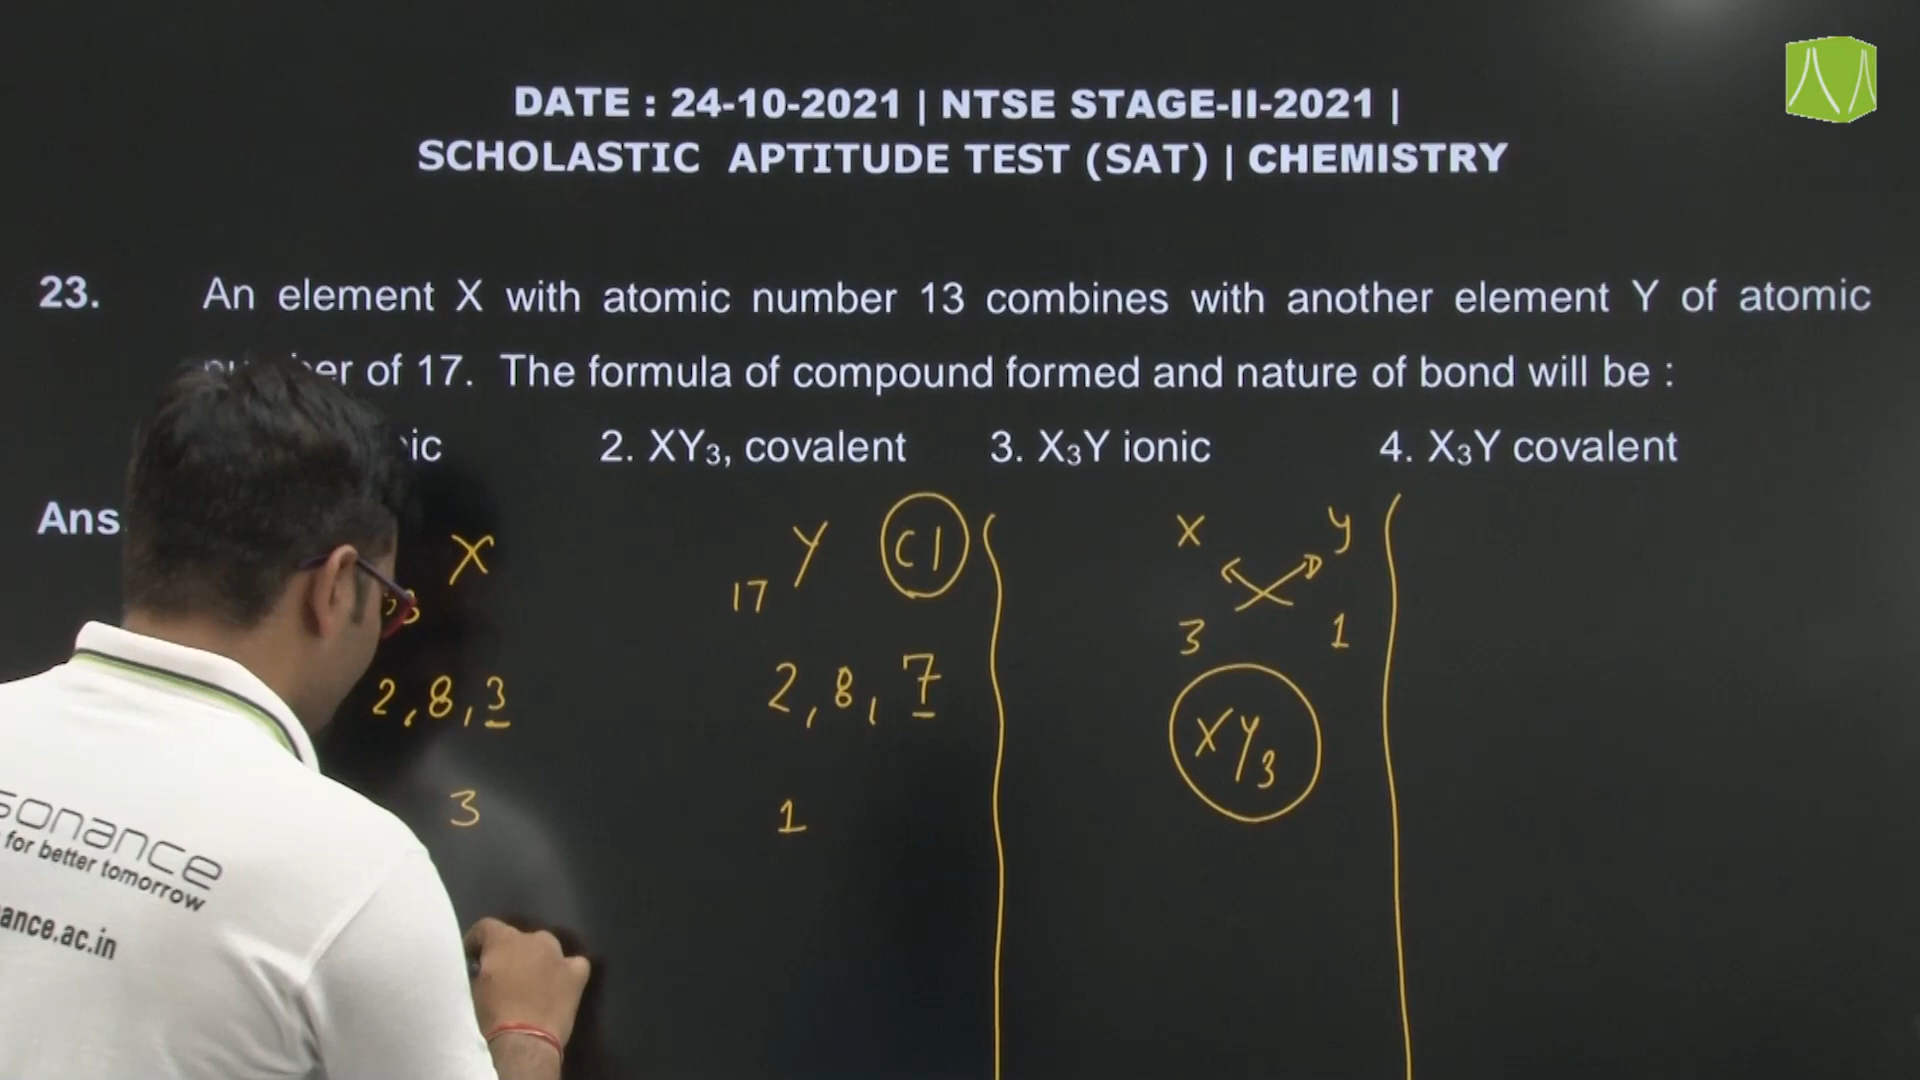 DATE : 24-10-2021 | NTSE STAGE-II-2021 |
SCHOLASTIC APTITUDE TEST (SAT) | CHEMISTRY
23. An element X with atomic number 13 combines with another element Y of atomic
of 17. The formula of compound formed and nature of bond will be :
2. XY₃, covalent 3. X₃Y ionic 4. X₃Y covalent
Ans
X
17 Y Cl
X Y
3 1
2,8,3
2,8,7
XY₃
3
1
sonance
for better tomorrow
ance.ac.in